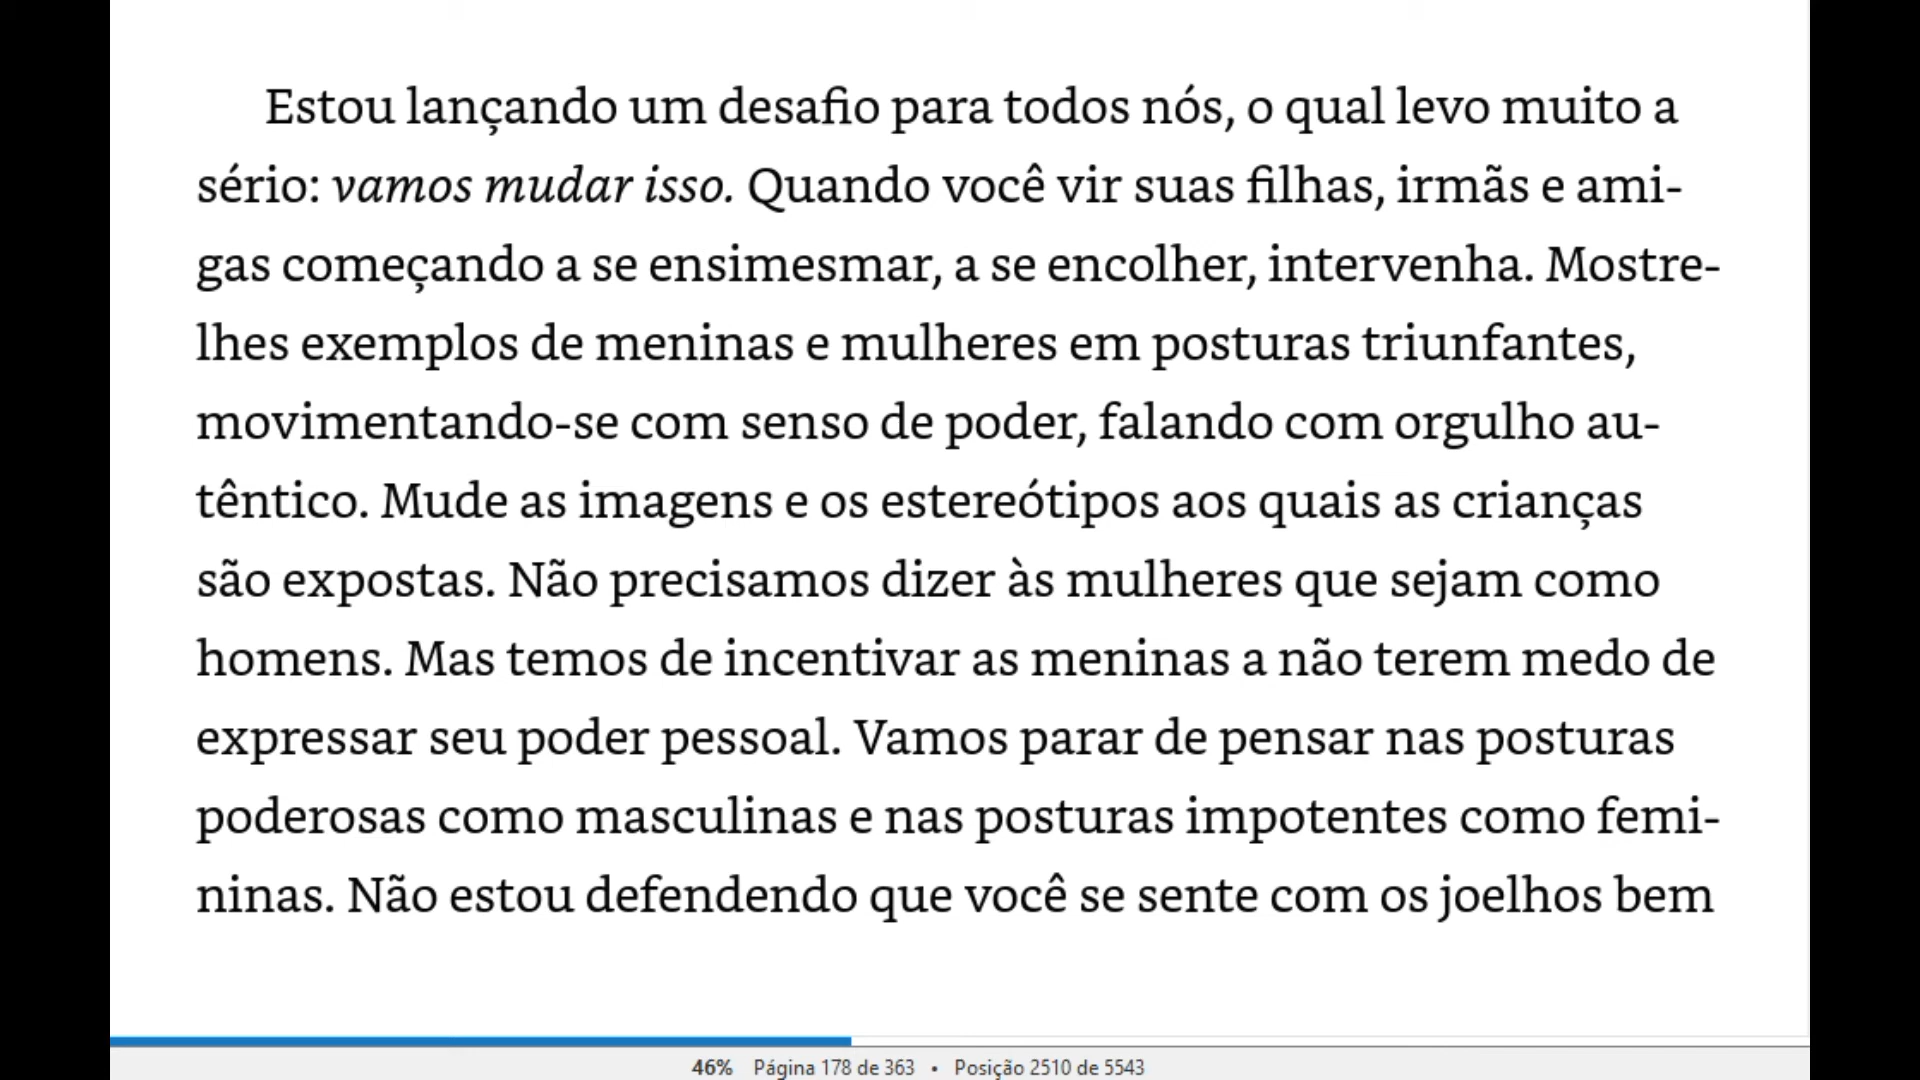 Estou lançando um desafio para todos nós, o qual levo muito a
sério: vamos mudar isso. Quando você vir suas filhas, irmãs e ami-
gas começando a se ensimesmar, a se encolher, intervenha. Mostre-
lhes exemplos de meninas e mulheres em posturas triunfantes,
movimentando-se com senso de poder, falando com orgulho au-
têntico. Mude as imagens e os estereótipos aos quais as crianças
são expostas. Não precisamos dizer às mulheres que sejam como
homens. Mas temos de incentivar as meninas a não terem medo de
expressar seu poder pessoal. Vamos parar de pensar nas posturas
poderosas como masculinas e nas posturas impotentes como femi-
ninas. Não estou defendendo que você se sente com os joelhos bem
46% Página 178 de 363 • Posição 2510 de 5543